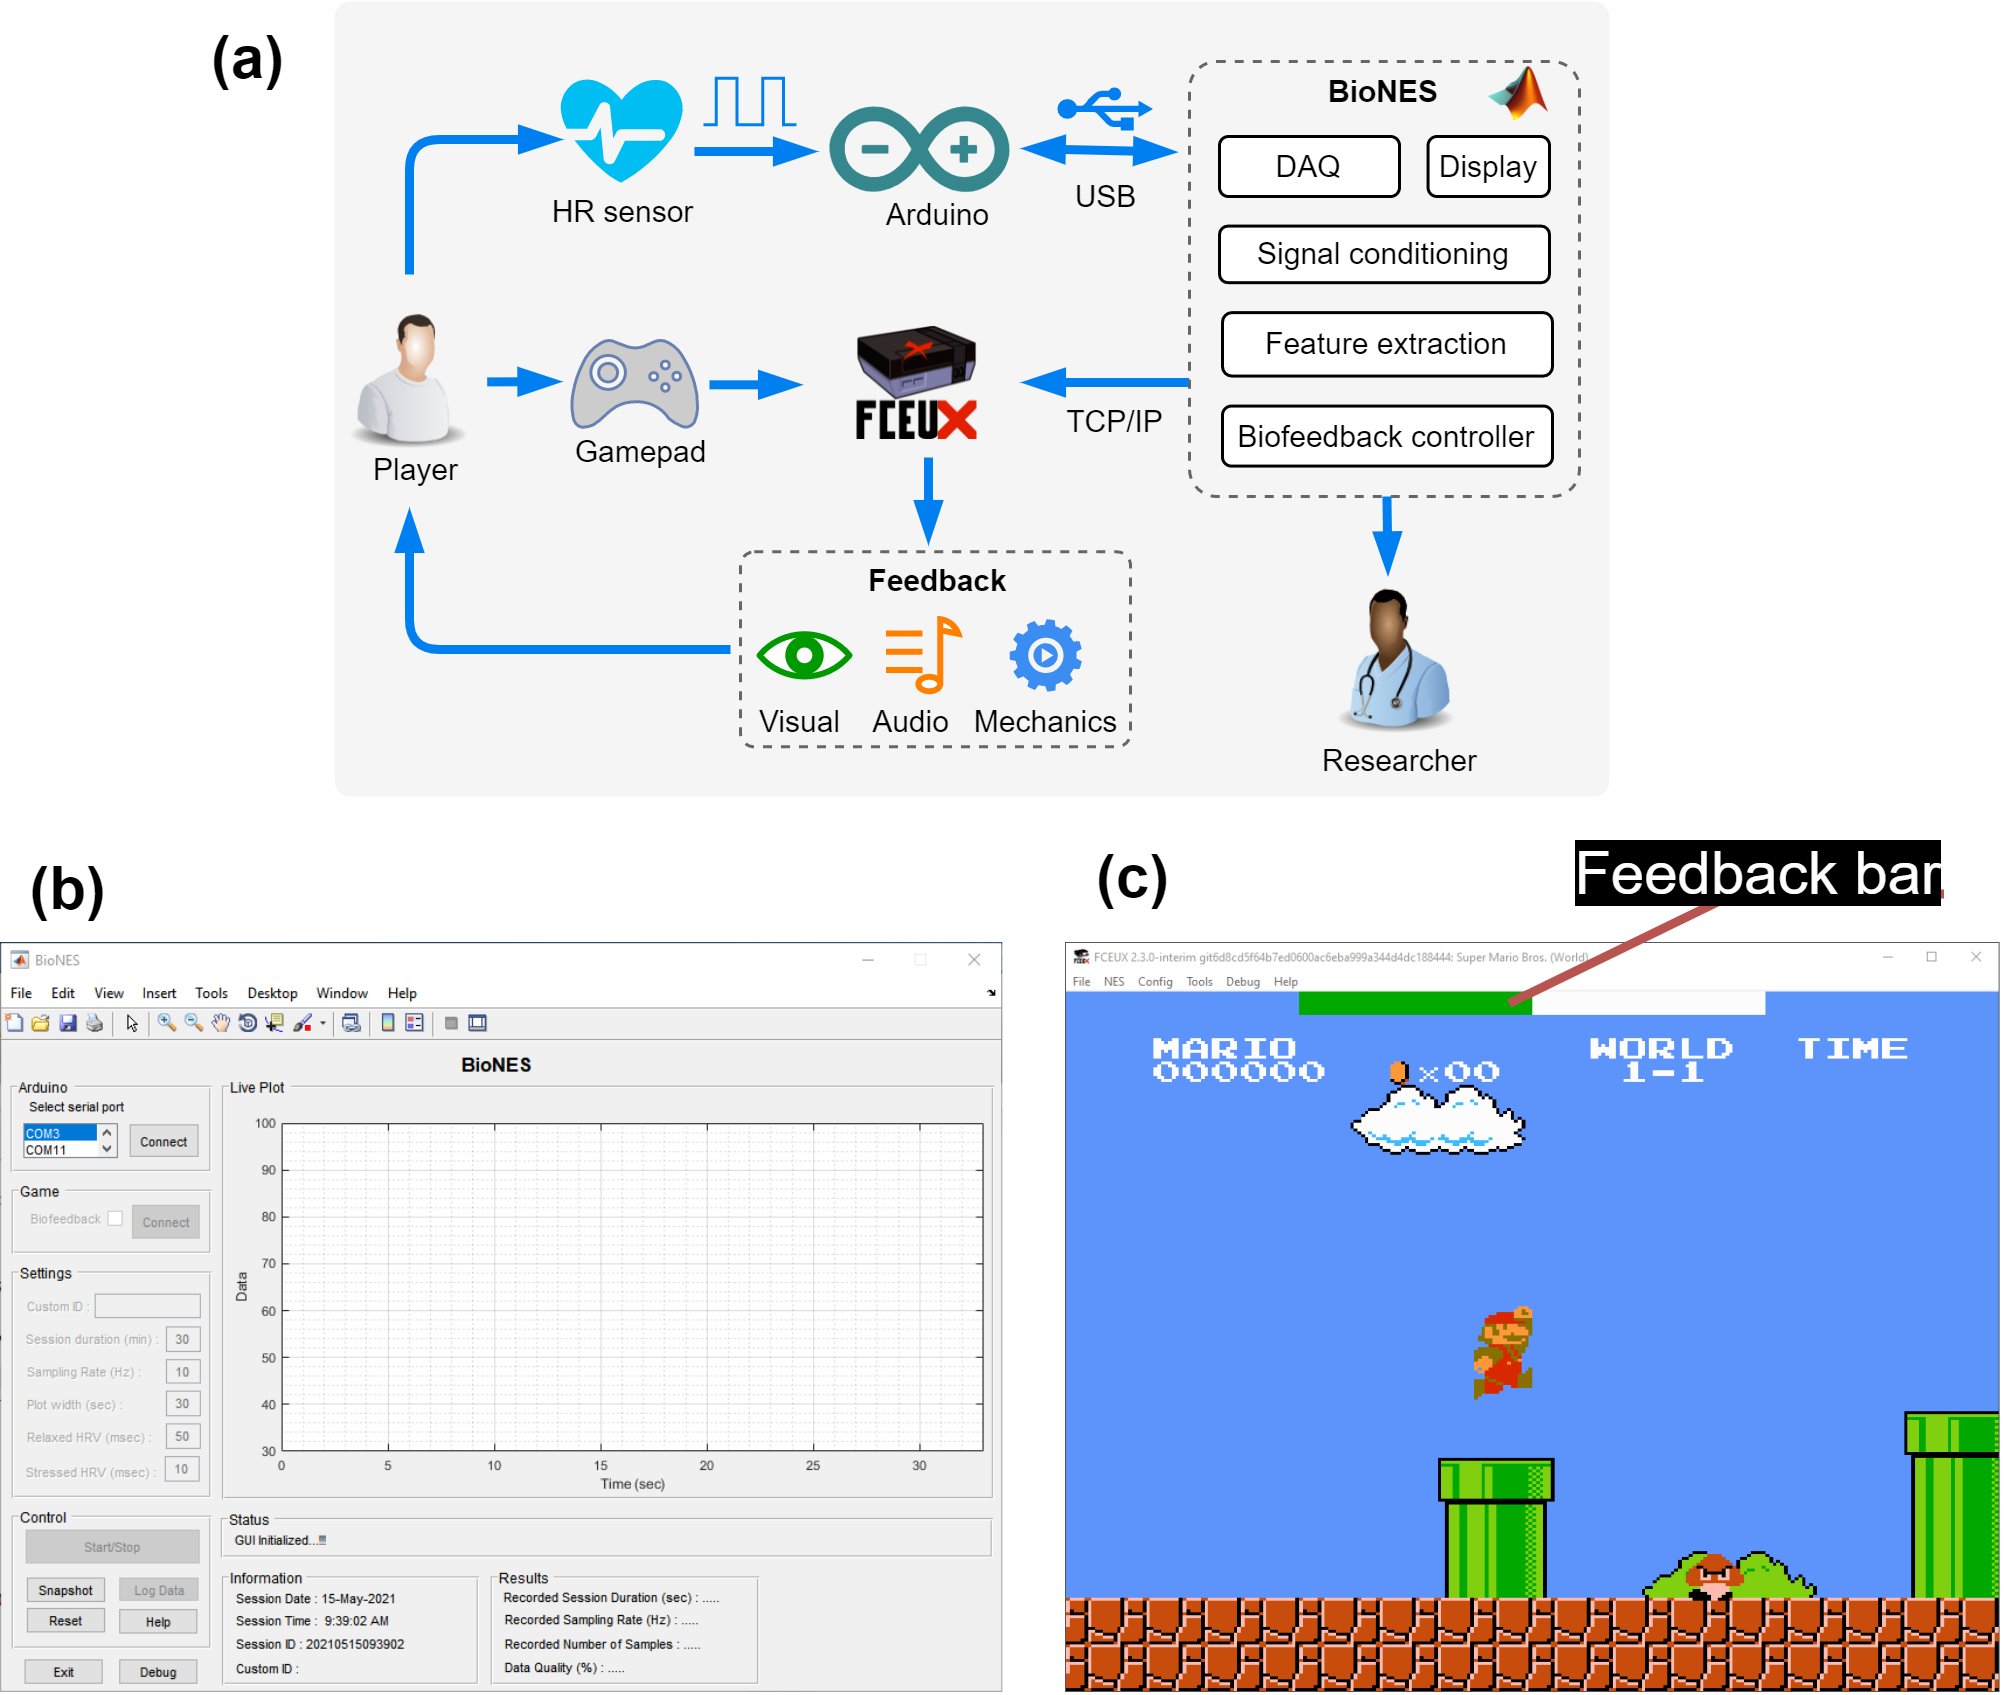 (a)
BioNES
DAQ
Display
HR sensor
Arduino
USB
Signal conditioning
Feature extraction
FCEUX
TCP/IP
Biofeedback controller
Gamepad
Player
Feedback
Visual
Audio
Mechanics
Researcher
(b)
BioNES
File Edit View Insert Tools Desktop Window Help
BioNES
Arduino
Select serial port
COM3
COM11
Connect
Game
Biofeedback
Connect
Settings
Custom ID :
Session duration (min) : 30
Sampling Rate (Hz) : 10
Plot width (sec) : 30
Relaxed HRV (msec) : 50
Stressed HRV (msec) : 10
Control
Start/Stop
Snapshot
Log Data
Reset
Help
Exit
Debug
Live Plot
100
90
80
70
60
50
40
30
Data
0 5 10 15 20 25 30
Time (sec)
Status
GUI Initialized...!!!
Information
Session Date : 15-May-2021
Session Time : 9:39:02 AM
Session ID : 20210515093902
Custom ID :
Results
Recorded Session Duration (sec) : .....
Recorded Sampling Rate (Hz) : .....
Recorded Number of Samples : .....
Data Quality (%) : .....
(c)
Feedback bar
FCEUX 2.3.0-interim git6d8cd5f64b7ed0600ac6eba999a344d4dc188444: Super Mario Bros. (World)
File NES Config Tools Debug Help
MARIO WORLD TIME
000000 ×00 1-1